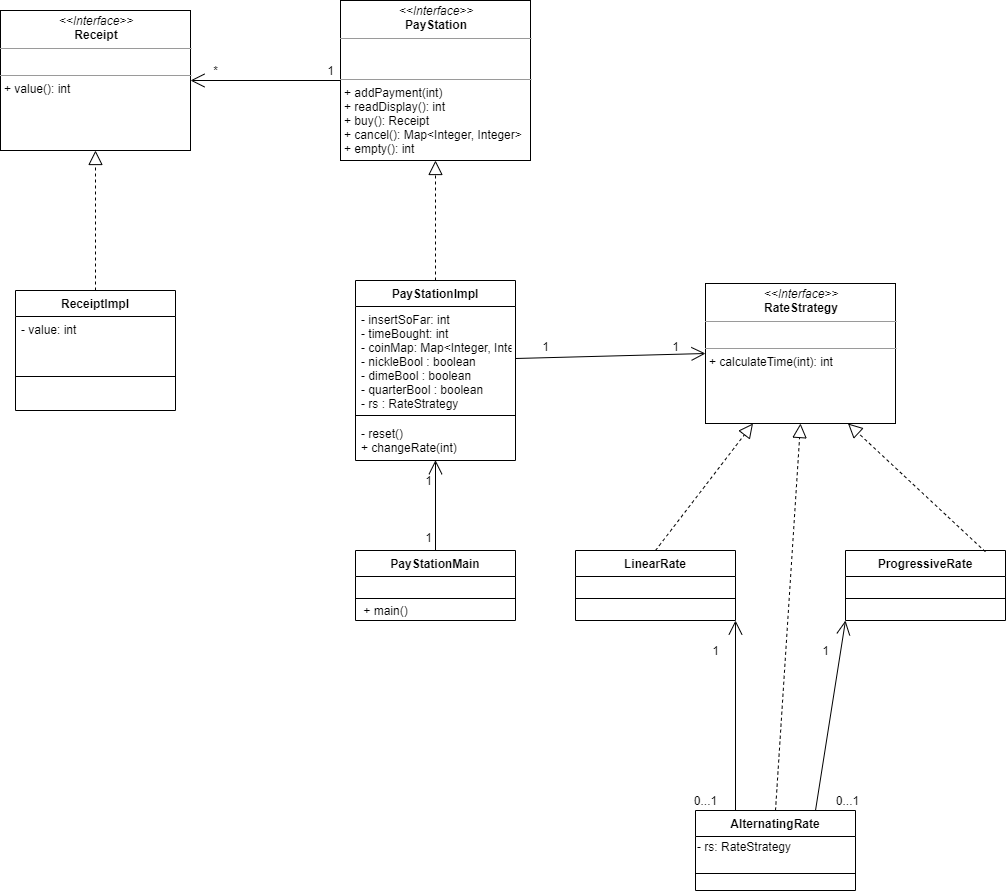 <<Interface>>
Receipt
+ value(): int
<<Interface>>
PayStation
+ addPayment(int)
+ readDisplay(): int
+ buy(): Receipt
+ cancel(): Map<Integer, Integer>
+ empty(): int
*
1
ReceiptImpl
- value: int
PayStationImpl
- insertSoFar: int
- timeBought: int
- coinMap: Map<Integer, Inte
- nickleBool : boolean
- dimeBool : boolean
- quarterBool : boolean
- rs : RateStrategy
- reset()
+ changeRate(int)
1
1
<<Interface>>
RateStrategy
+ calculateTime(int): int
1
1
PayStationMain
+ main()
LinearRate
ProgressiveRate
1
1
0...1
0...1
AlternatingRate
- rs: RateStrategy